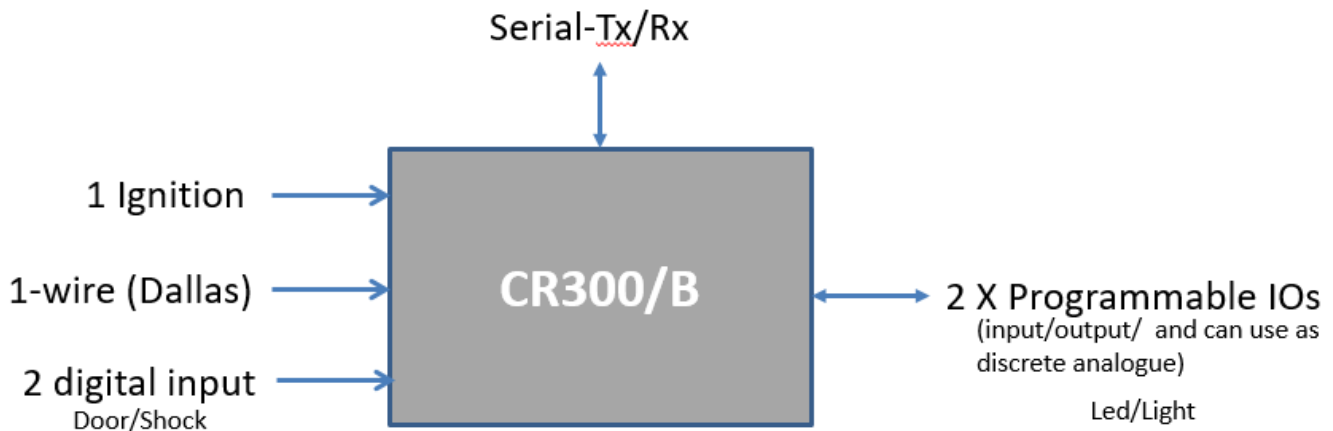 Serial-Tx/Rx
1 Ignition
1-wire (Dallas)
2 digital input
Door/Shock
CR300/B
2 X Programmable IOs
(input/output/ and can use as
discrete analogue)
Led/Light